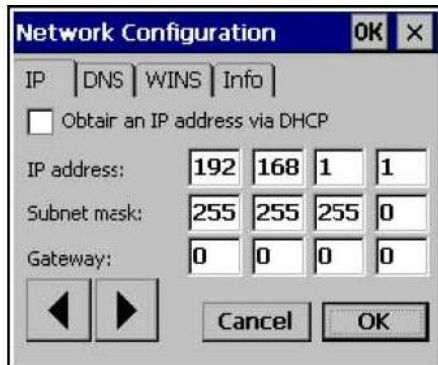 Network Configuration OK ×
IP DNS WINS Info
Obtair an IP address via DHCP
IP address: 192 168 1 1
Subnet mask: 255 255 255 0
Gateway: 0 0 0 0
Cancel OK